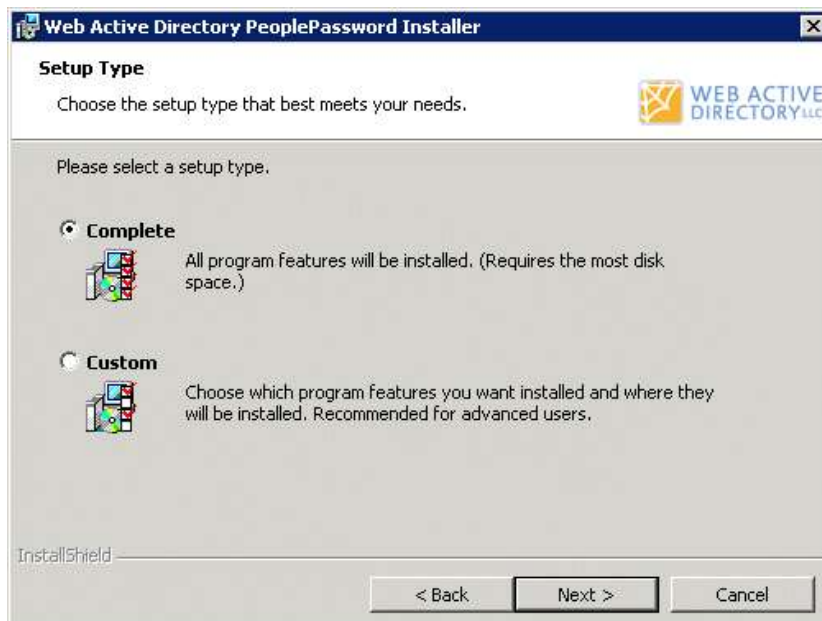 Web Active Directory PeoplePassword Installer
Setup Type
Choose the setup type that best meets your needs.
WEB ACTIVE
DIRECTORY LLC
Please select a setup type.
Complete
All program features will be installed. (Requires the most disk
space.)
Custom
Choose which program features you want installed and where they
will be installed. Recommended for advanced users.
InstallShield
< Back
Next >
Cancel